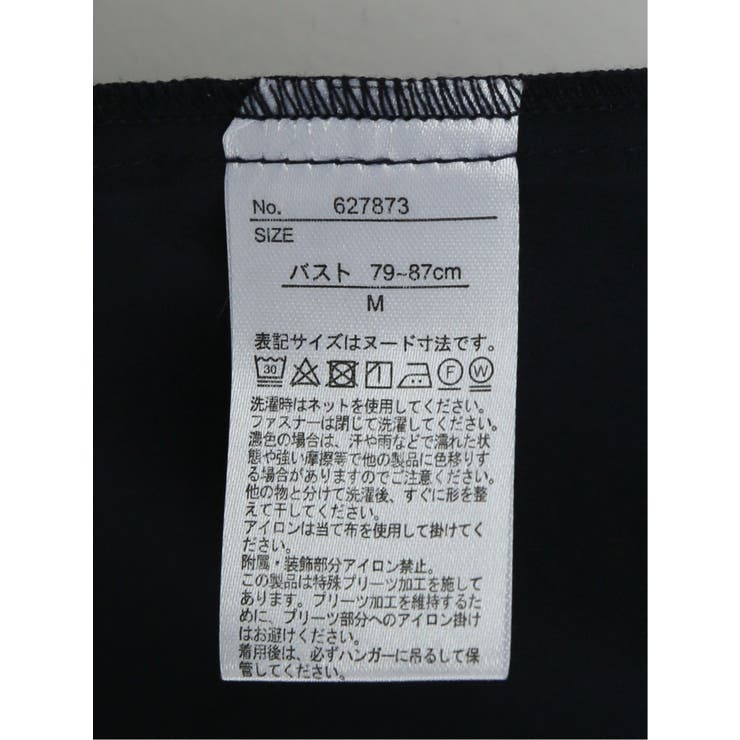 No. 627873
SIZE
バスト 79~87cm
M
表記サイズはヌード寸法です。
30 F W
洗濯時はネットを使用してください。
ファスナーは閉じて洗濯してください。
濃色の場合は、汗や雨などで濡れた状
態や強い摩擦等で他の製品に色移りす
る場合がありますのでご注意ください。
他の物と分けて洗濯後、すぐに形を整
えて干してください。
アイロンは当て布を使用して掛けてく
ださい。
附属・装飾部分アイロン禁止。
この製品は特殊プリーツ加工を施して
あります。プリーツ加工を維持するた
めに、プリーツ部分へのアイロン掛け
はお避けください。
着用後は、必ずハンガーに吊るして保
管してください。